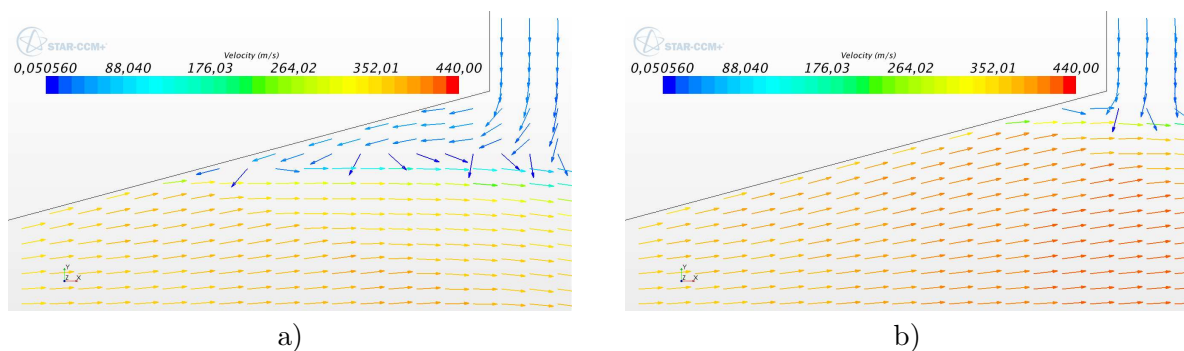 STAR-CCM+
Velocity (m/s)
0,050560 88,040 176,03 264,02 352,01 440,00
Y
Z X
a)
STAR-CCM+
Velocity (m/s)
0,050560 88,040 176,03 264,02 352,01 440,00
Y
Z X
b)